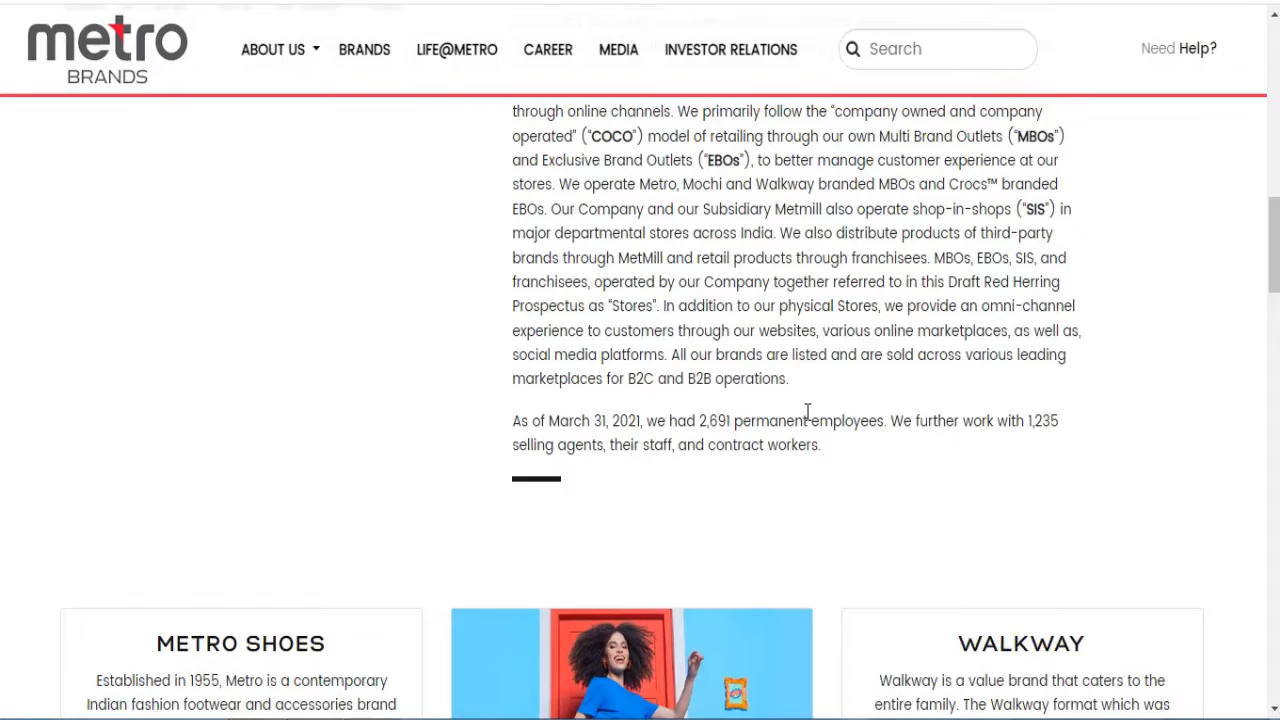 metro
BRANDS
ABOUT US BRANDS LIFE@METRO CAREER MEDIA INVESTOR RELATIONS Search Need Help?
through online channels. We primarily follow the “company owned and company
operated” (“COCO”) model of retailing through our own Multi Brand Outlets (“MBOs”)
and Exclusive Brand Outlets (“EBOs”), to better manage customer experience at our
stores. We operate Metro, Mochi and Walkway branded MBOs and Crocs™ branded
EBOs. Our Company and our Subsidiary Metmill also operate shop-in-shops (“SIS”) in
major departmental stores across India. We also distribute products of third-party
brands through MetMill and retail products through franchisees. MBOs, EBOs, SIS, and
franchisees, operated by our Company together referred to in this Draft Red Herring
Prospectus as “Stores”. In addition to our physical Stores, we provide an omni-channel
experience to customers through our websites, various online marketplaces, as well as,
social media platforms. All our brands are listed and are sold across various leading
marketplaces for B2C and B2B operations.
As of March 31, 2021, we had 2,691 permanent employees. We further work with 1,235
selling agents, their staff, and contract workers.
METRO SHOES
Established in 1955, Metro is a contemporary
Indian fashion footwear and accessories brand
WALKWAY
Walkway is a value brand that caters to the
entire family. The Walkway format which was